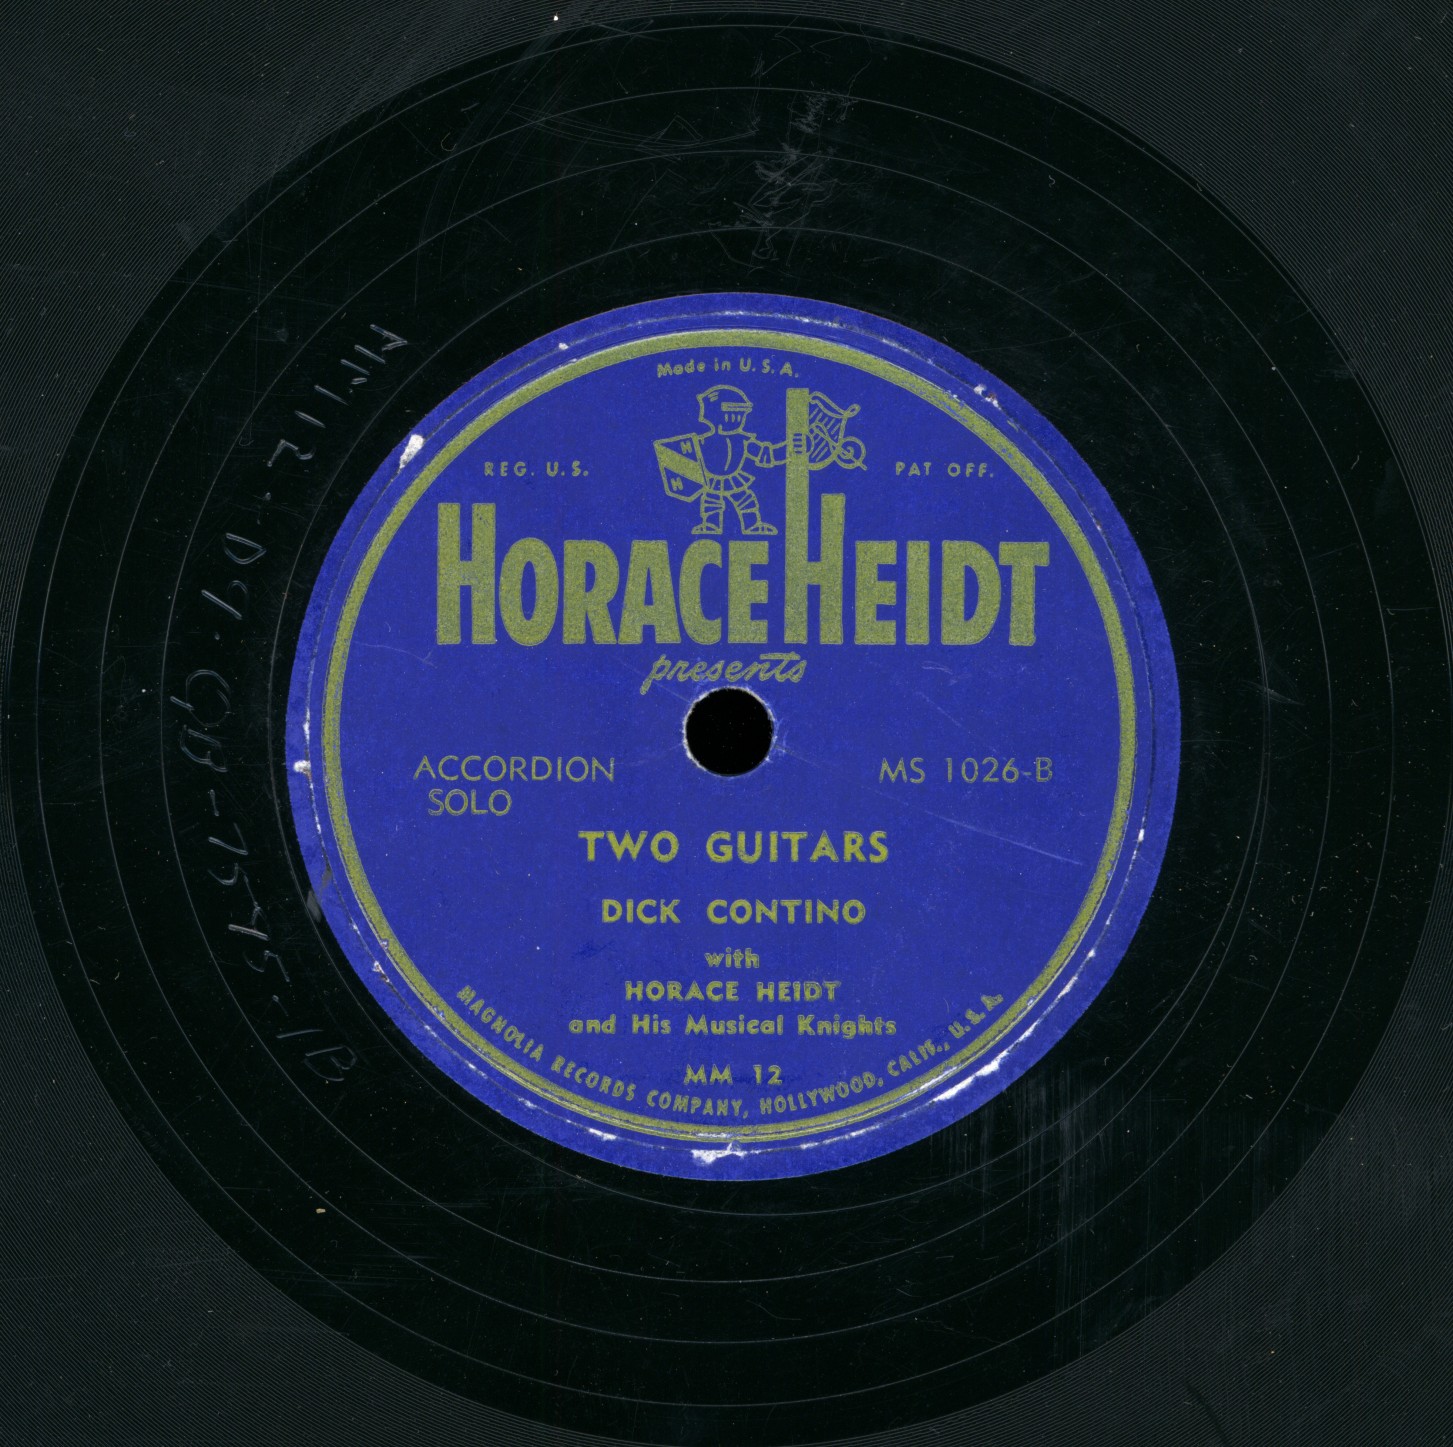 Made in U.S.A.
H
H
REG. U.S.
PAT OFF.
HORACE HEIDT
presents
ACCORDION
SOLO
MS 1026-B
TWO GUITARS
DICK CONTINO
with
HORACE HEIDT
and His Musical Knights
MM 12
MAGNOLIA RECORDS COMPANY, HOLLYWOOD, CALIF., U.S.A.